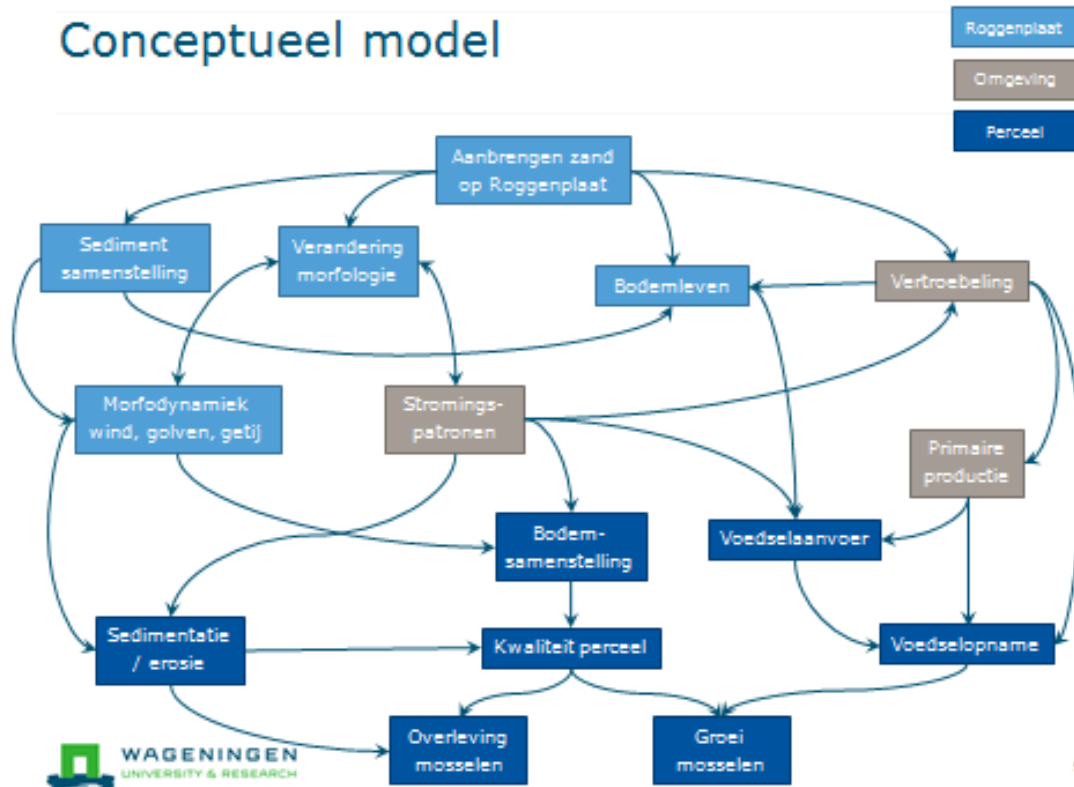 Conceptueel model
Roggenplaat
Omgeving
Perceel
Aanbrengen zand
op Roggenplaat
Sediment
samenstelling
Verandering
morfologie
Bodemleven
Vertroebeling
Morfodynamiek
wind, golven, getij
Stromings-
patronen
Primaire
productie
Bodem-
samenstelling
Voedselaanvoer
Sedimentatie
/ erosie
Kwaliteit perceel
Voedselopname
Overleving
mosselen
Groei
mosselen
WAGENINGEN
UNIVERSITY & RESEARCH